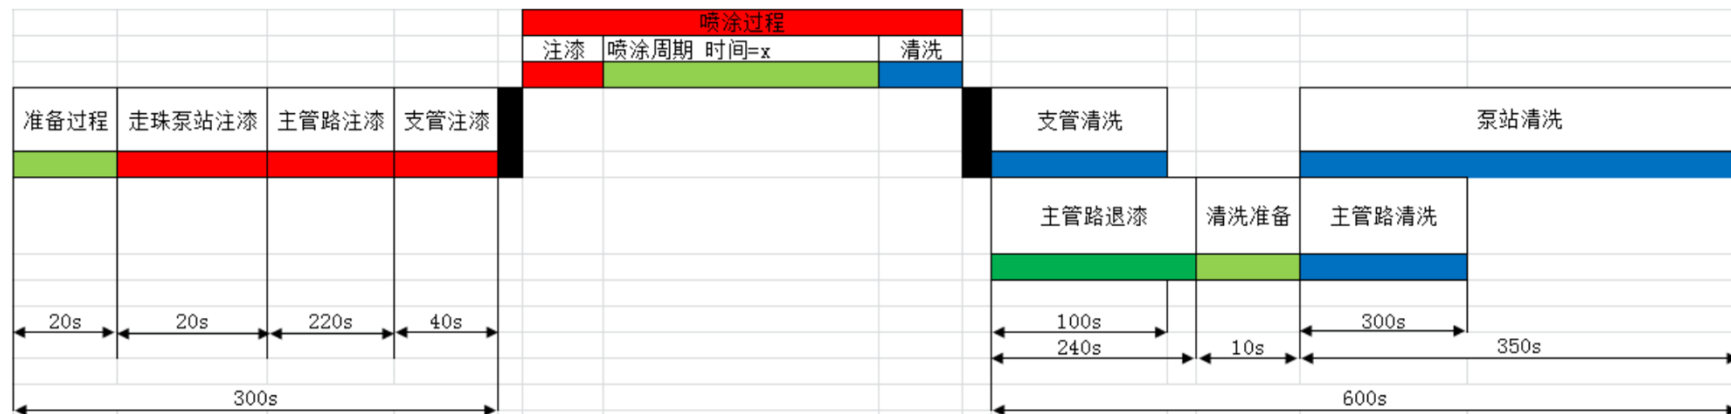 喷涂过程
注漆 喷涂周期 时间=x 清洗
准备过程 走珠泵站注漆 主管路注漆 支管注漆 支管清洗 泵站清洗
主管路退漆 清洗准备 主管路清洗
20s 20s 220s 40s 100s 300s
240s 10s 350s
300s 600s